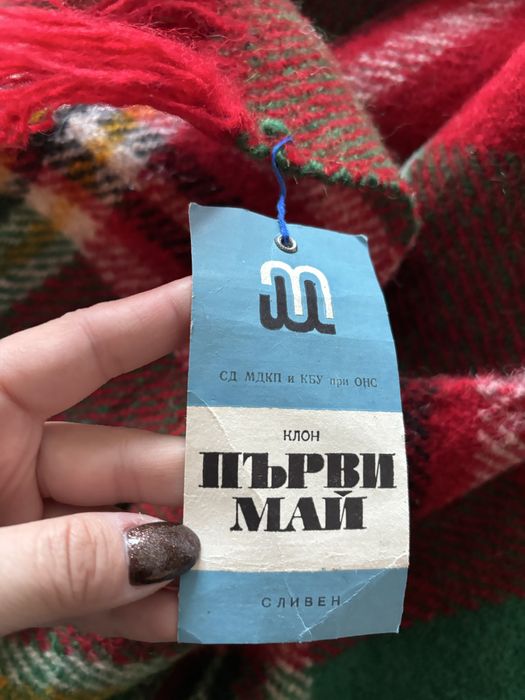 СД МДКП и КБУ при ОНС
КЛОН
ПЪРВИ
МАЙ
СЛИВЕН